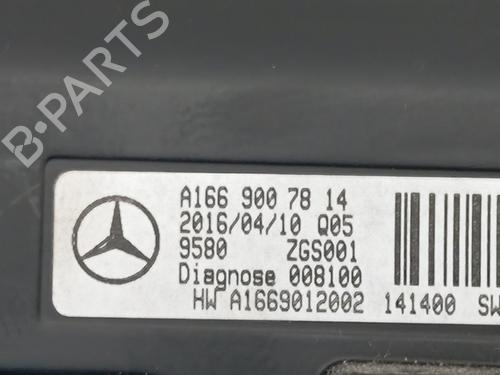 B-PARTS
A166 900 78 14
2016/04/10 Q05
9580 ZGS001
Diagnose 008100
HW A1669012002 141400 SW